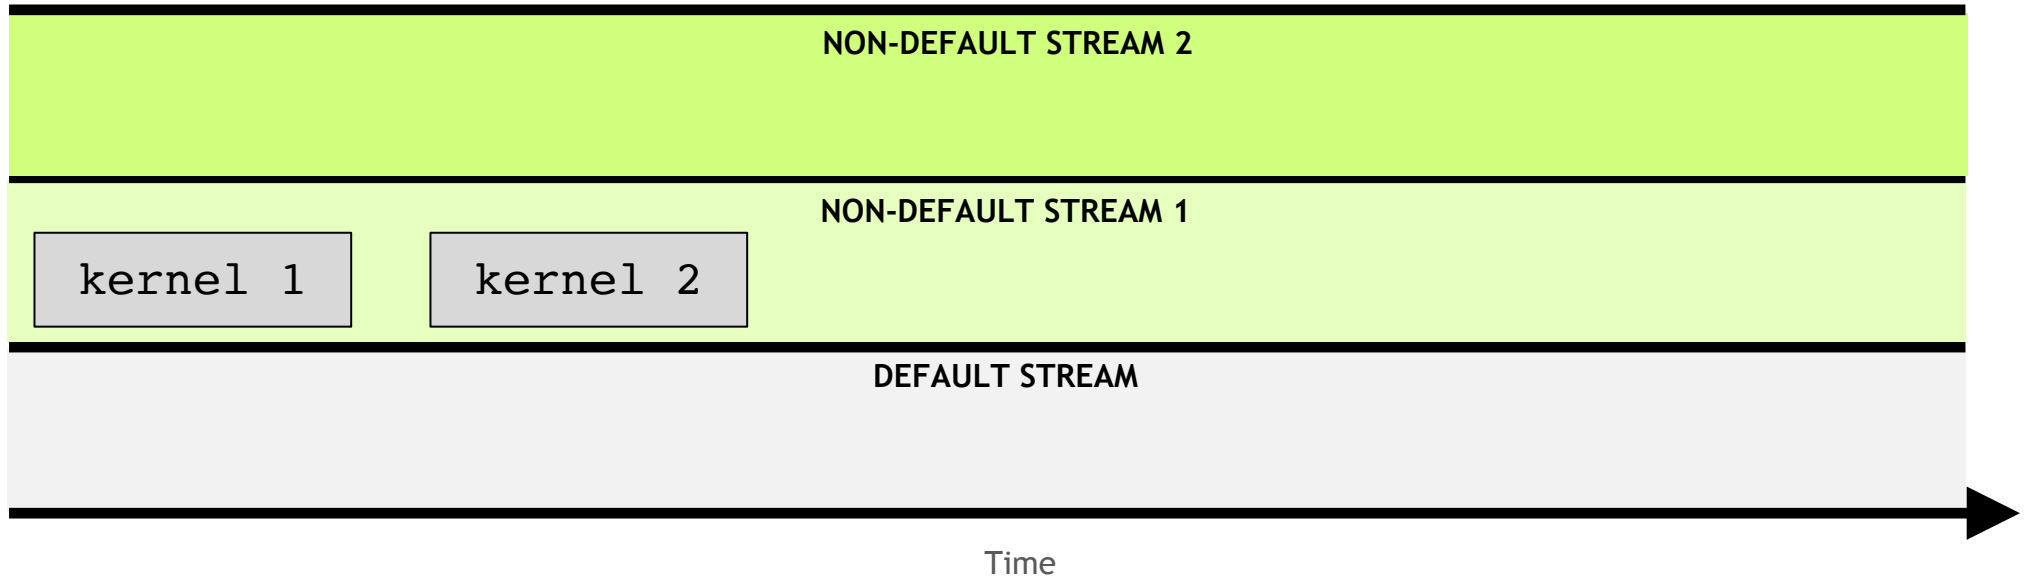 NON-DEFAULT STREAM 2
NON-DEFAULT STREAM 1
kernel 1
kernel 2
DEFAULT STREAM
Time